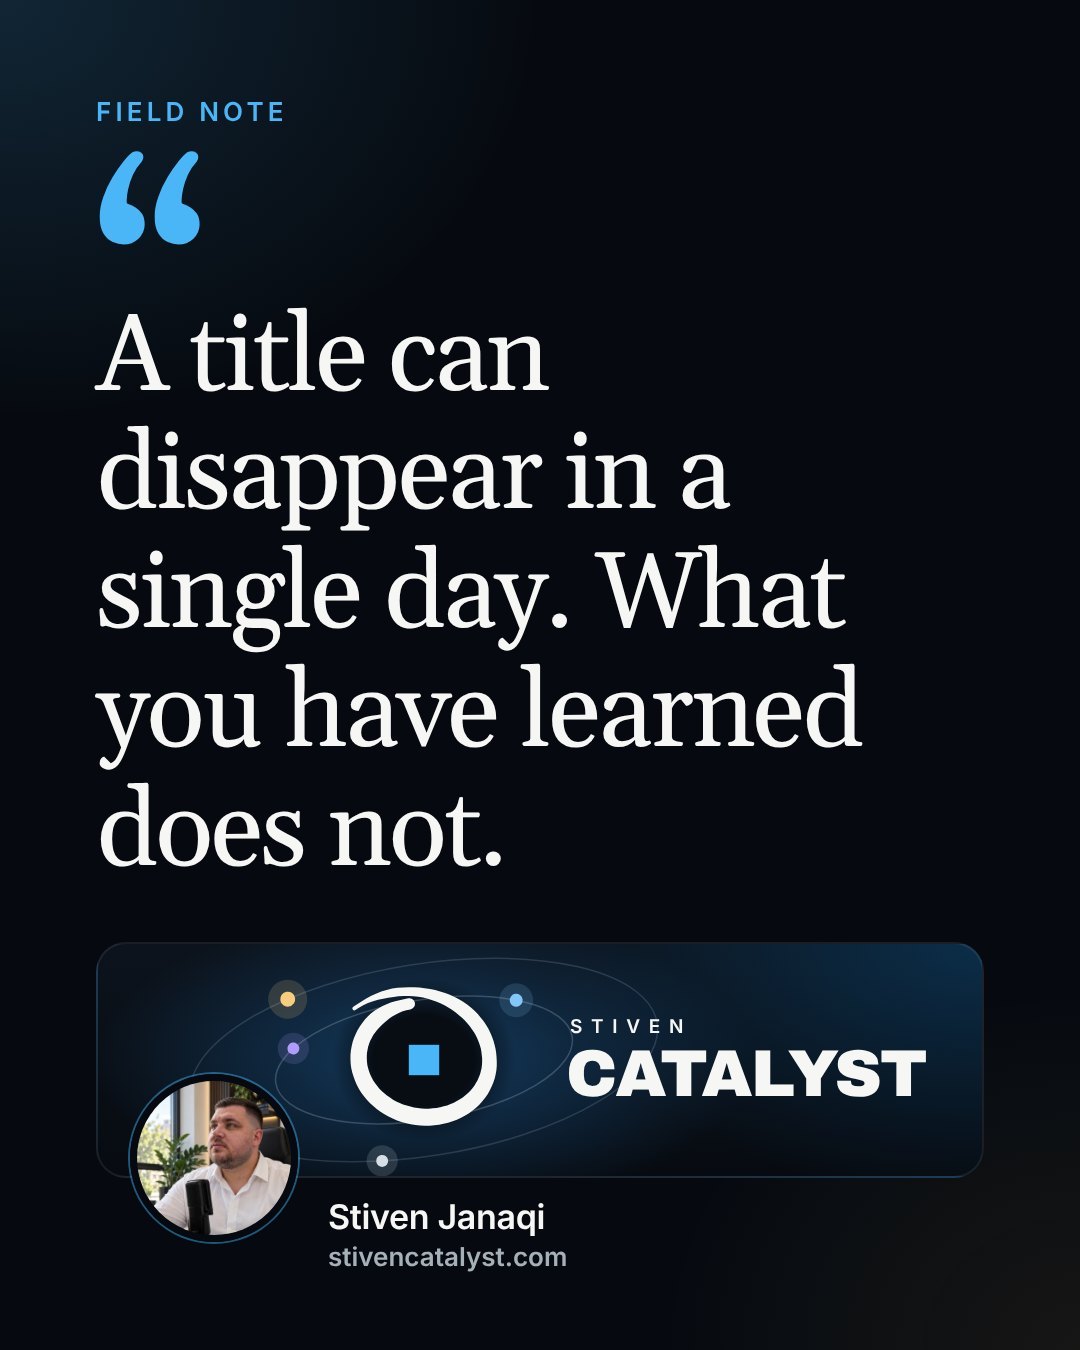 FIELD NOTE
“
A title can
disappear in a
single day. What
you have learned
does not.
STIVEN
CATALYST
Stiven Janaqi
stivencatalyst.com